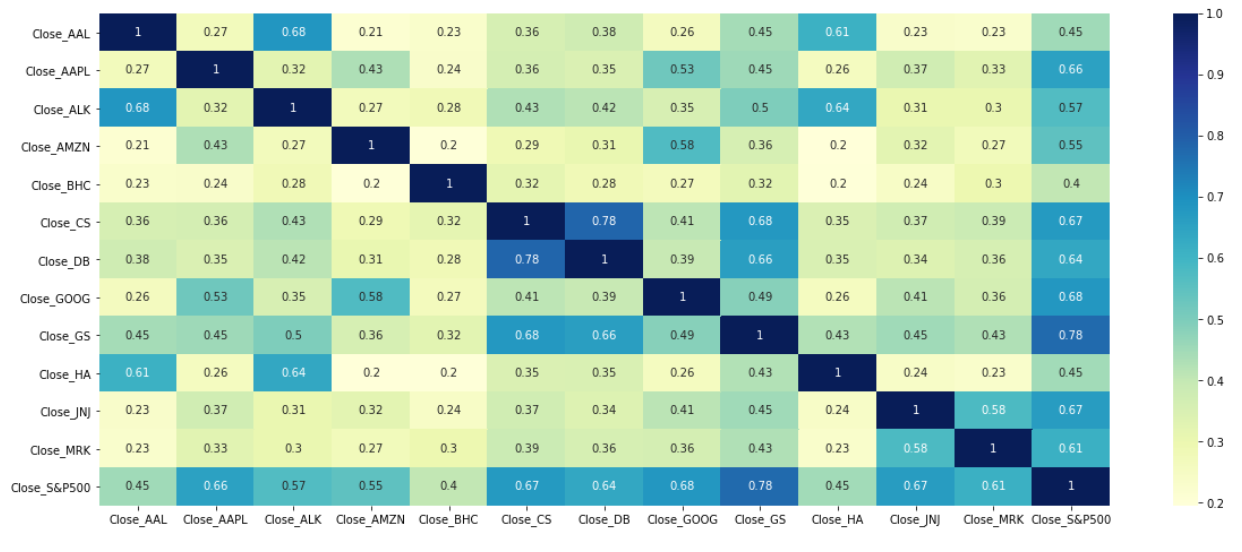 Close_AAL 1 0.27 0.68 0.21 0.23 0.36 0.38 0.26 0.45 0.61 0.23 0.23 0.45
Close_AAPL 0.27 1 0.32 0.43 0.24 0.36 0.35 0.53 0.45 0.26 0.37 0.33 0.66
Close_ALK 0.68 0.32 1 0.27 0.28 0.43 0.42 0.35 0.5 0.64 0.31 0.3 0.57
Close_AMZN 0.21 0.43 0.27 1 0.2 0.29 0.31 0.58 0.36 0.2 0.32 0.27 0.55
Close_BHC 0.23 0.24 0.28 0.2 1 0.32 0.28 0.27 0.32 0.2 0.24 0.3 0.4
Close_CS 0.36 0.36 0.43 0.29 0.32 1 0.78 0.41 0.68 0.35 0.37 0.39 0.67
Close_DB 0.38 0.35 0.42 0.31 0.28 0.78 1 0.39 0.66 0.35 0.34 0.36 0.64
Close_GOOG 0.26 0.53 0.35 0.58 0.27 0.41 0.39 1 0.49 0.26 0.41 0.36 0.68
Close_GS 0.45 0.45 0.5 0.36 0.32 0.68 0.66 0.49 1 0.43 0.45 0.43 0.78
Close_HA 0.61 0.26 0.64 0.2 0.2 0.35 0.35 0.26 0.43 1 0.24 0.23 0.45
Close_JNJ 0.23 0.37 0.31 0.32 0.24 0.37 0.34 0.41 0.45 0.24 1 0.58 0.67
Close_MRK 0.23 0.33 0.3 0.27 0.3 0.39 0.36 0.36 0.43 0.23 0.58 1 0.61
Close_S&P500 0.45 0.66 0.57 0.55 0.4 0.67 0.64 0.68 0.78 0.45 0.67 0.61 1
Close_AAL Close_AAPL Close_ALK Close_AMZN Close_BHC Close_CS Close_DB Close_GOOG Close_GS Close_HA Close_JNJ Close_MRK Close_S&P500
1.0
0.9
0.8
0.7
0.6
0.5
0.4
0.3
0.2